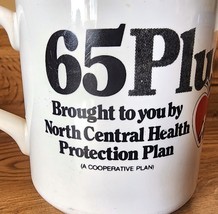 65Plu
Brought to you by
North Central Health
Protection Plan
(A COOPERATIVE PLAN)